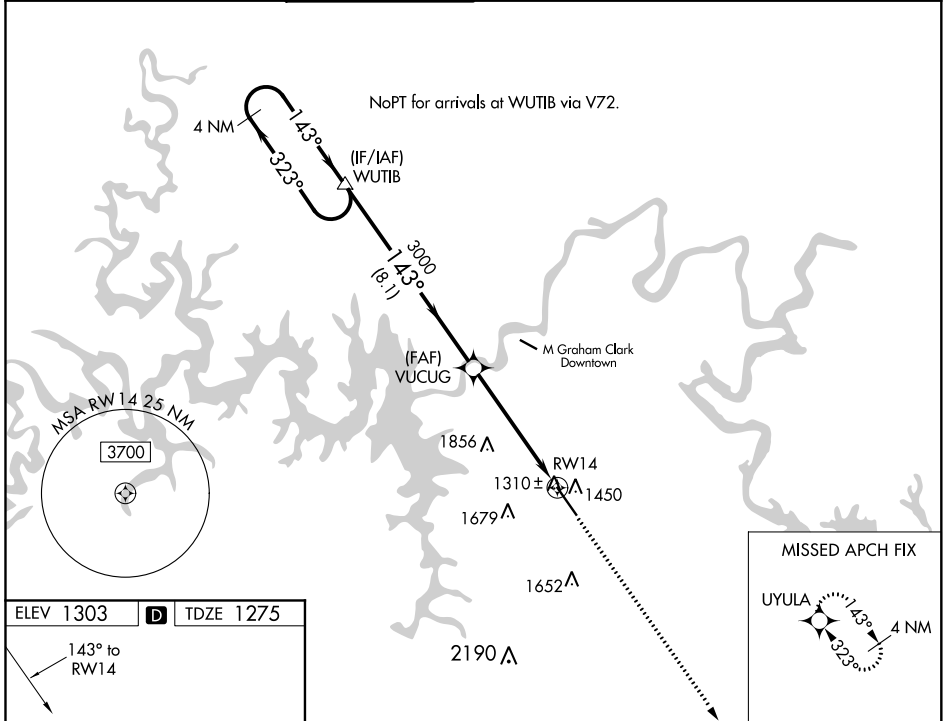 NoPT for arrivals at WUTIB via V72.
4 NM
143°
323°
(IF/IAF)
WUTIB
3000
143°
(8.1)
M Graham Clark
Downtown
(FAF)
VUCUG
MSA RW14 25 NM
3700
1856
RW14
1310 ±
1450
1679
1652
2190
MISSED APCH FIX
UYULA
143°
4 NM
323°
ELEV 1303 D TDZE 1275
143° to
RW14